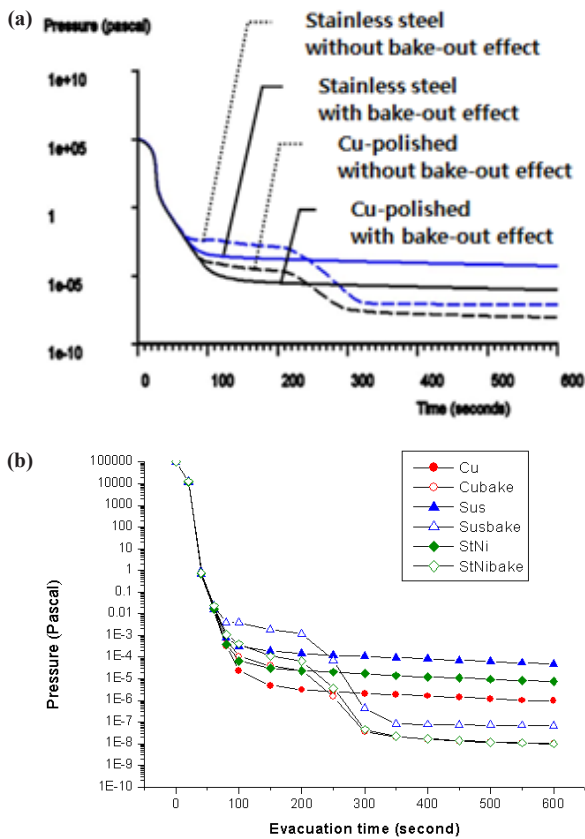 (a)
Pressure (pascal)
Stainless steel
without bake-out effect
Stainless steel
with bake-out effect
Cu-polished
without bake-out effect
Cu-polished
with bake-out effect
1e+10
1e+05
1
1e-05
1e-10
0
100
200
300
400
500
600
Time (seconds)
(b)
100000
10000
1000
100
10
1
0.1
0.01
1E-3
1E-4
1E-5
1E-6
1E-7
1E-8
1E-9
1E-10
Pressure (Pascal)
Cu
Cubake
Sus
Susbake
StNi
StNibake
0
100
200
300
400
500
600
Evacuation time (second)